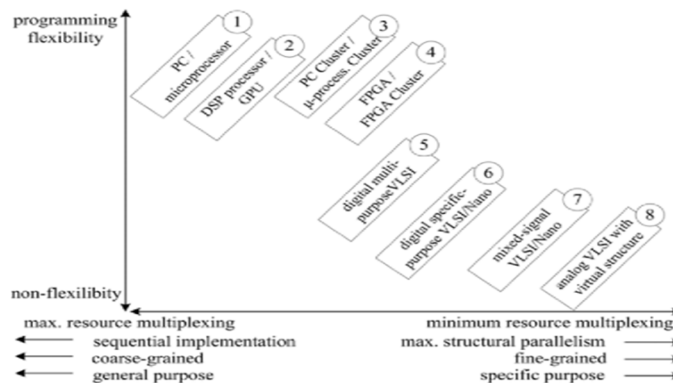 programming
flexibility
1
PC /
microprocessor
2
DSP processor /
GPU
3
PC Cluster /
μ-process. Cluster
4
FPGA /
FPGA Cluster
5
digital multi-
purposeVLSI
6
digital specific-
purpose VLSI/Nano
7
mixed-signal
VLSI/Nano
8
analog VLSI with
virtual structure
non-flexilibity
max. resource multiplexing
minimum resource multiplexing
sequential implementation
max. structural parallelism
coarse-grained
fine-grained
general purpose
specific purpose